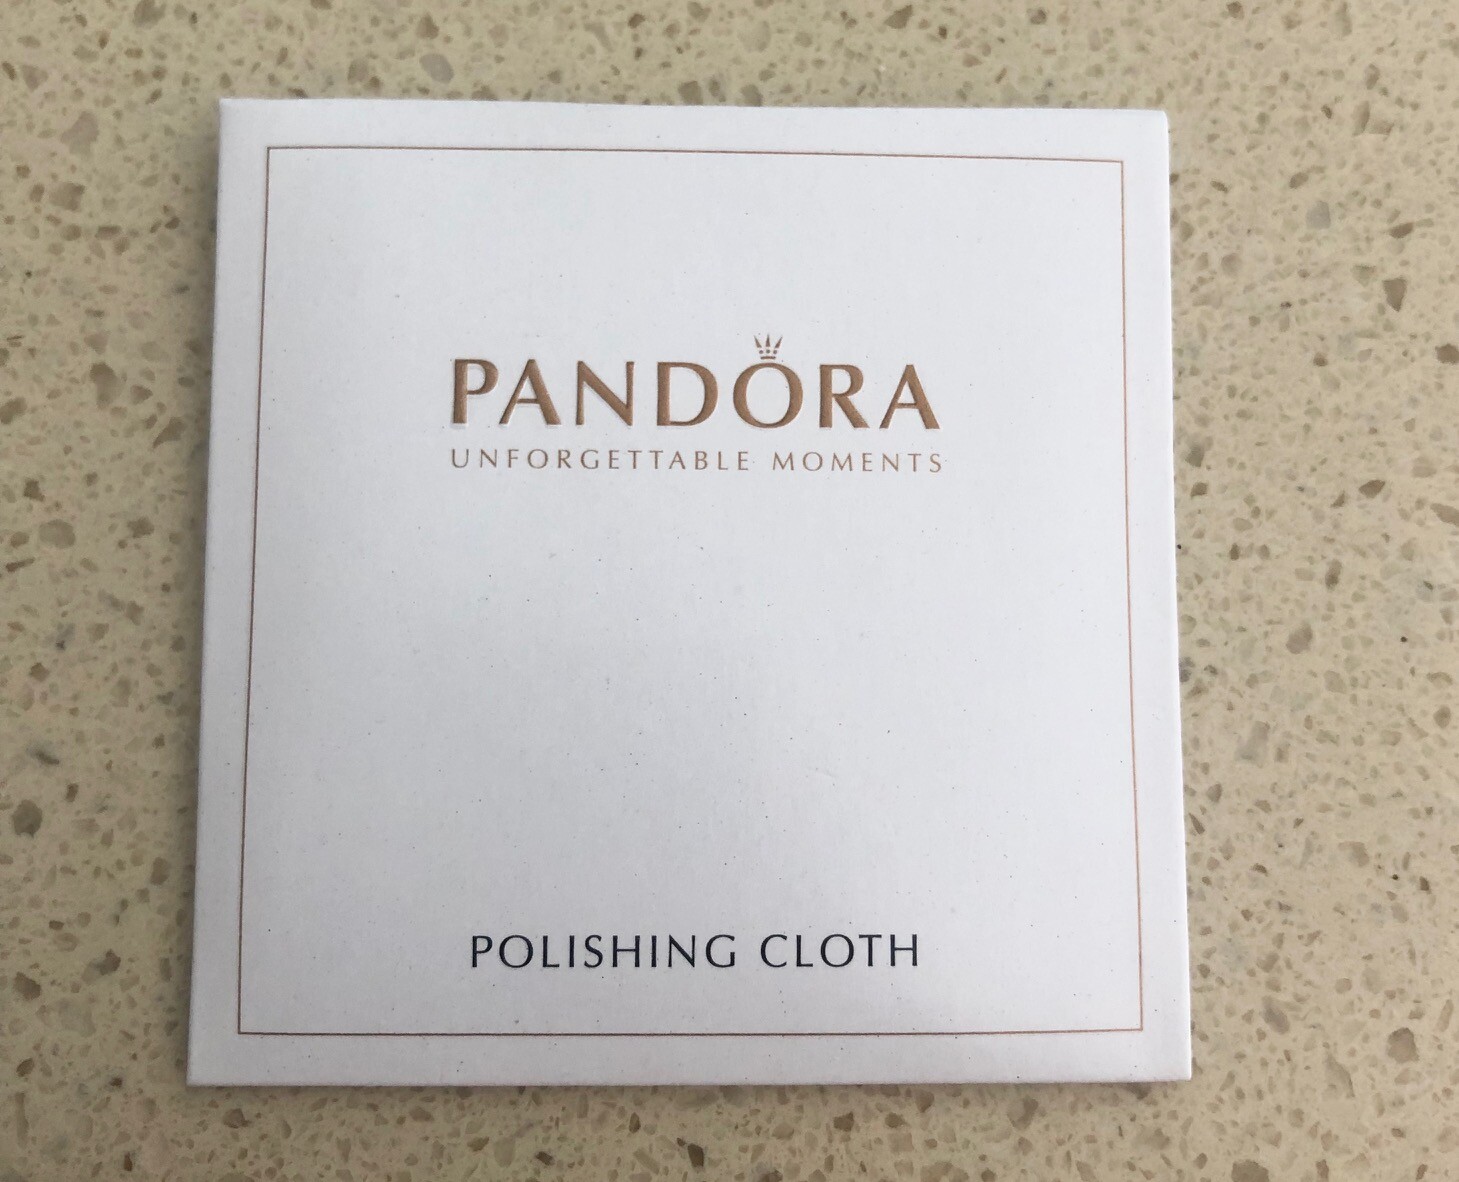 PANDORA
UNFORGETTABLE MOMENTS
POLISHING CLOTH